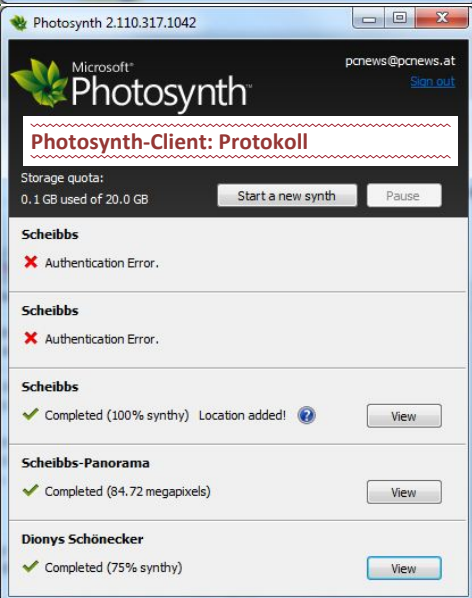 Photosynth 2.110.317.1042
Microsoft®
pcnews@pcnews.at
Photosynth™
Sign out
Photosynth-Client: Protokoll
Storage quota:
0.1 GB used of 20.0 GB
Start a new synth
Pause
Scheibbs
Authentication Error.
Scheibbs
Authentication Error.
Scheibbs
Completed (100% synthy) Location added! ? View
Scheibbs-Panorama
Completed (84.72 megapixels) View
Dionys Schönecker
Completed (75% synthy) View